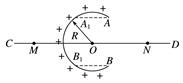 + + +
+ A₁ A
+ R
C M O N D
+ B₁ B
+ + +